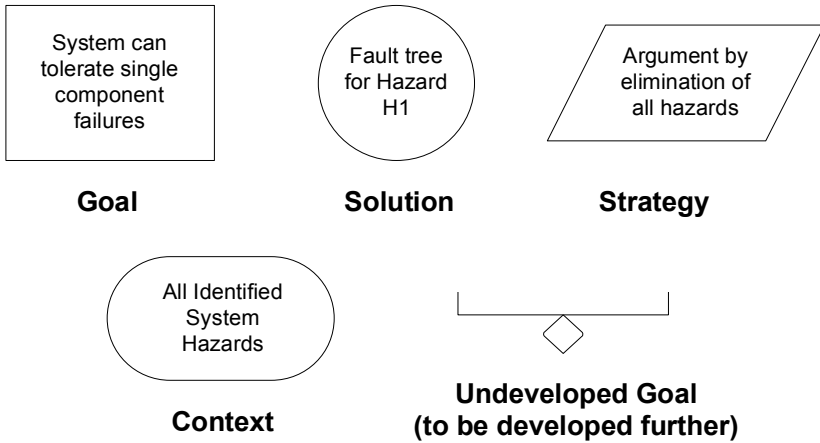 System can
tolerate single
component
failures
Fault tree
for Hazard
H1
Argument by
elimination of
all hazards
Goal
Solution
Strategy
All Identified
System
Hazards
Context
Undeveloped Goal
(to be developed further)